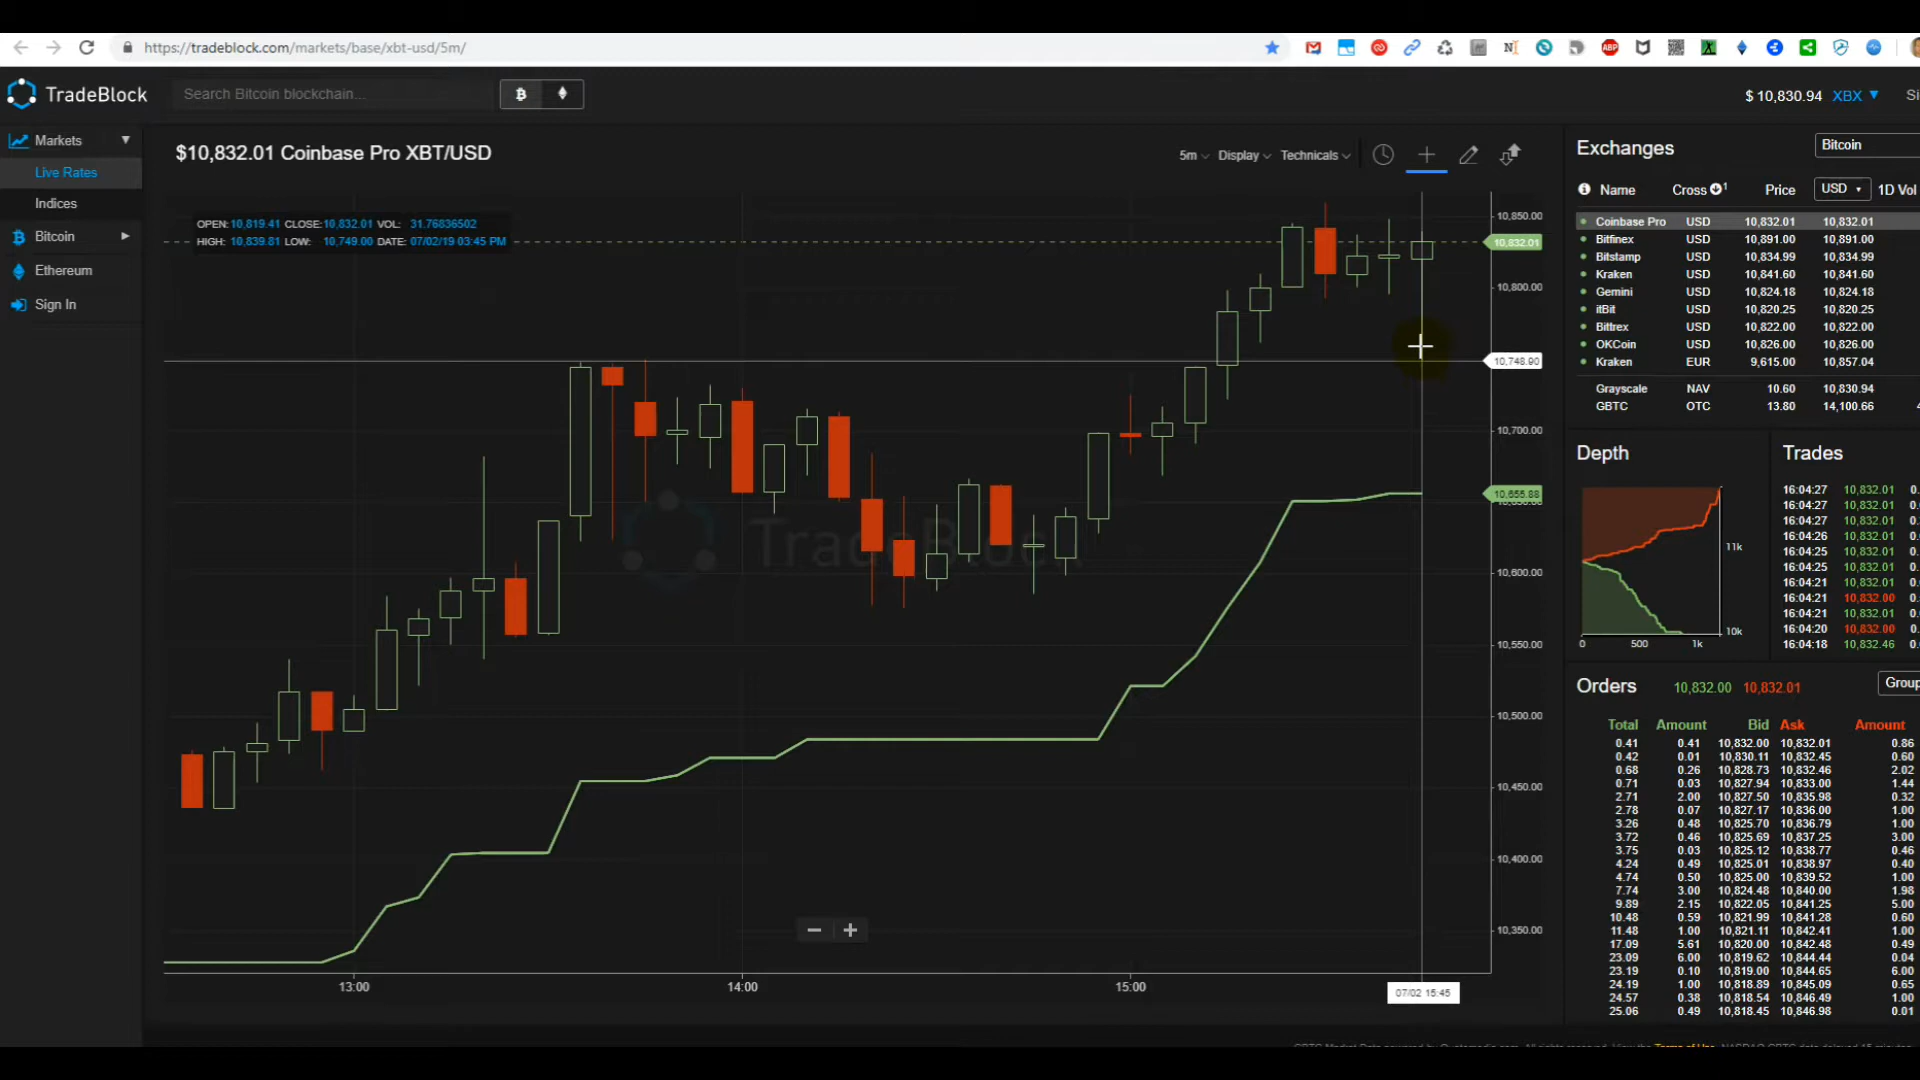 https://tradeblock.com/markets/base/xbt-usd/5m/
TradeBlock
Search Bitcoin blockchain...
$ 10,830.94 XBX
Markets
Live Rates
Indices
Bitcoin
Ethereum
Sign In
$10,832.01 Coinbase Pro XBT/USD
5m Display Technicals
OPEN:10,819.41 CLOSE:10,832.01 VOL: 31.76836502
HIGH: 10,839.81 LOW: 10,749.00 DATE: 07/02/19 03:45 PM
10,850.00
10,832.01
10,800.00
10,748.90
10,700.00
10,655.88
10,600.00
10,550.00
10,500.00
10,450.00
10,400.00
10,350.00
TradeBlock
13:00 14:00 15:00
07/02 15:45
Exchanges Bitcoin
Name Cross 1 Price USD 1D Vol
Coinbase Pro USD 10,832.01 10,832.01
Bitfinex USD 10,891.00 10,891.00
Bitstamp USD 10,834.99 10,834.99
Kraken USD 10,841.60 10,841.60
Gemini USD 10,824.18 10,824.18
itBit USD 10,820.25 10,820.25
Bittrex USD 10,822.00 10,822.00
OKCoin USD 10,826.00 10,826.00
Kraken EUR 9,615.00 10,857.04
Grayscale NAV 10.60 10,830.94
GBTC OTC 13.80 14,100.66
Depth
11k
10k
0 500 1k
Trades
16:04:27 10,832.01 0.
16:04:27 10,832.01
16:04:27 10,832.01
16:04:26 10,832.01
16:04:25 10,832.01
16:04:25 10,832.01
16:04:21 10,832.01
16:04:21 10,832.00
16:04:21 10,832.01
16:04:20 10,832.00
16:04:18 10,832.46
Orders 10,832.00 10,832.01 Group
Total Amount Bid Ask Amount
0.41 0.41 10,832.00 10,832.01 0.86
0.42 0.01 10,830.11 10,832.45 0.60
0.68 0.26 10,828.73 10,832.46 2.02
0.71 0.03 10,827.94 10,833.00 1.44
2.71 2.00 10,827.50 10,835.98 0.32
2.78 0.07 10,827.17 10,836.00 1.00
3.26 0.48 10,825.70 10,836.79 1.00
3.72 0.46 10,825.69 10,837.25 3.00
3.75 0.03 10,825.12 10,838.77 0.46
4.24 0.49 10,825.01 10,838.97 0.40
4.74 0.50 10,825.00 10,839.52 1.00
7.74 3.00 10,824.48 10,840.00 1.98
9.89 2.15 10,822.05 10,841.25 5.00
10.48 0.59 10,821.99 10,841.28 0.60
11.48 1.00 10,821.11 10,842.41 1.00
17.09 5.61 10,820.00 10,842.48 0.49
23.09 6.00 10,819.62 10,844.44 0.04
23.19 0.10 10,819.00 10,844.65 6.00
24.19 1.00 10,818.89 10,845.09 0.65
24.57 0.38 10,818.54 10,846.49 1.00
25.06 0.49 10,818.45 10,846.98 0.01